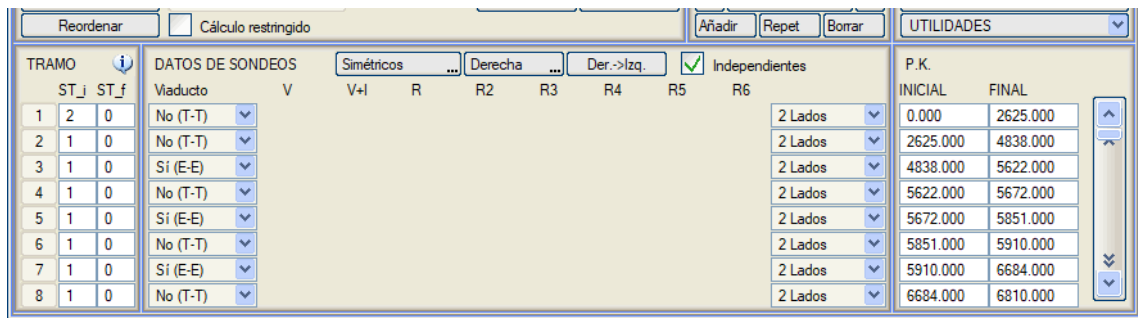 Reordenar Cálculo restringido Añadir Repet Borrar UTILIDADES
TRAMO DATOS DE SONDEOS Simétricos ... Derecha ... Der.->Izq. Independientes P.K.
ST_i ST_f Viaducto V V+I R R2 R3 R4 R5 R6 INICIAL FINAL
1 2 0 No (T-T) 2 Lados 0.000 2625.000
2 1 0 No (T-T) 2 Lados 2625.000 4838.000
3 1 0 Sí (E-E) 2 Lados 4838.000 5622.000
4 1 0 No (T-T) 2 Lados 5622.000 5672.000
5 1 0 Sí (E-E) 2 Lados 5672.000 5851.000
6 1 0 No (T-T) 2 Lados 5851.000 5910.000
7 1 0 Sí (E-E) 2 Lados 5910.000 6684.000
8 1 0 No (T-T) 2 Lados 6684.000 6810.000